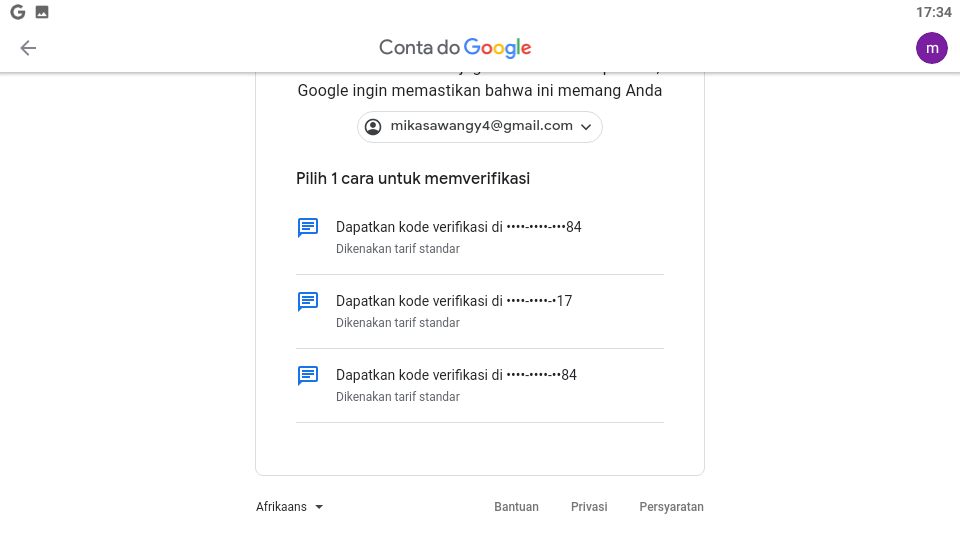 17:34
Conta do Google
m
Google ingin memastikan bahwa ini memang Anda
mikasawangy4@gmail.com
Pilih 1 cara untuk memverifikasi
Dapatkan kode verifikasi di ••••-••••-•••84
Dikenakan tarif standar
Dapatkan kode verifikasi di ••••-••••-•17
Dikenakan tarif standar
Dapatkan kode verifikasi di ••••-••••-••84
Dikenakan tarif standar
Afrikaans
Bantuan
Privasi
Persyaratan